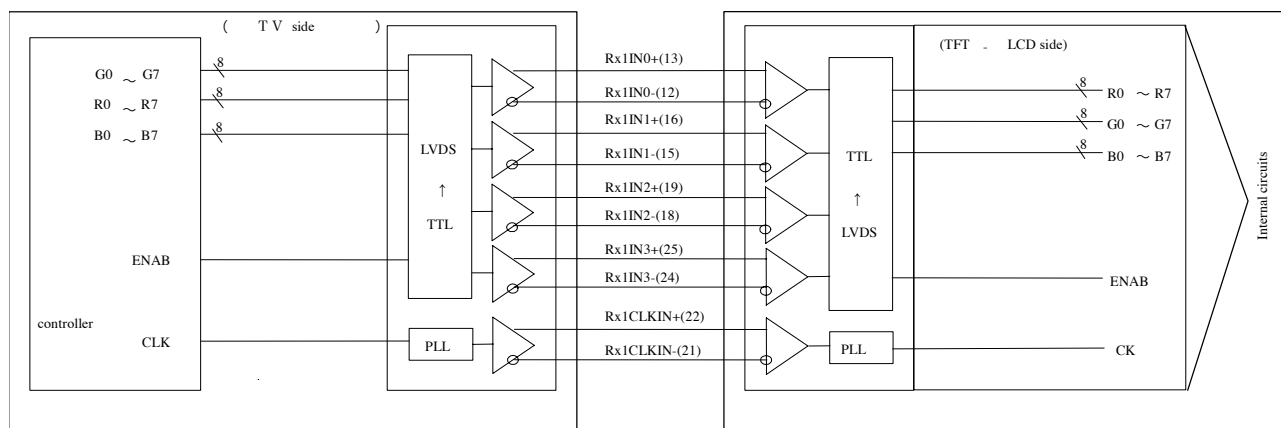 ( T V side )
G0 ~ G7
8
R0 ~ R7
8
B0 ~ B7
8
ENAB
controller
CLK
LVDS
↑
TTL
PLL
Rx1IN0+(13)
Rx1IN0-(12)
Rx1IN1+(16)
Rx1IN1-(15)
Rx1IN2+(19)
Rx1IN2-(18)
Rx1IN3+(25)
Rx1IN3-(24)
Rx1CLKIN+(22)
Rx1CLKIN-(21)
TTL
↑
LVDS
PLL
(TFT - LCD side)
8
R0 ~ R7
8
G0 ~ G7
8
B0 ~ B7
ENAB
CK
Internal circuits